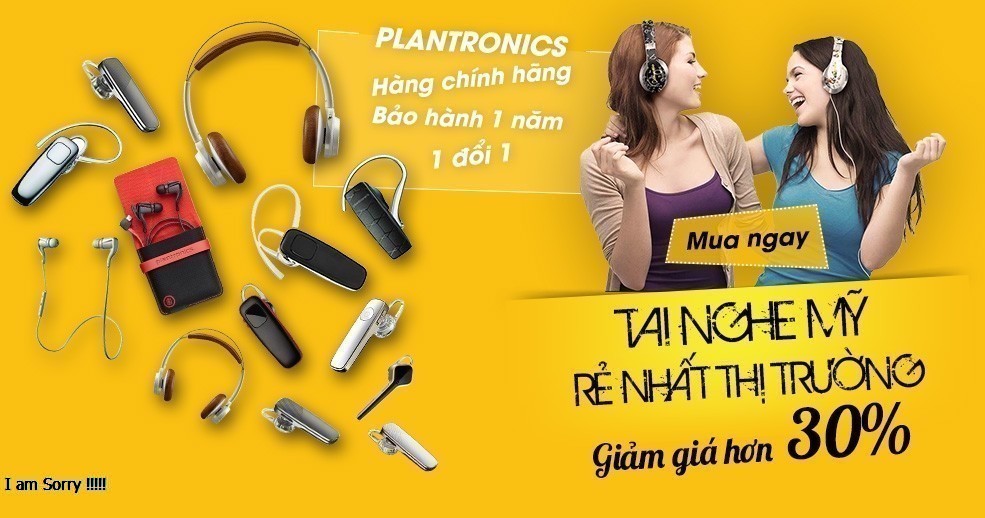 PLANTRONICS
Hàng chính hãng
Bảo hành 1 năm
1 đổi 1
Mua ngay
TAI NGHE MỸ
RẺ NHẤT THỊ TRƯỜNG
Giảm giá hơn 30%
I am Sorry !!!!!